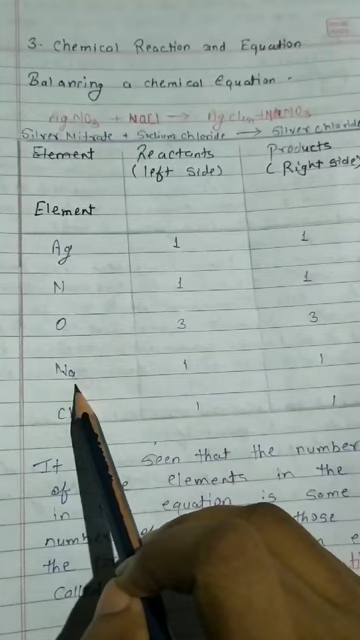 3. Chemical Reaction and Equation
Balancing a chemical equation.
AgNO3 + NaCl → AgCl + NaNO3
Silver Nitrate + Sodium chloride → Silver chloride
Element Reactants Products
(left side) (Right side)
Element
Ag 1 1
N 1 1
O 3 3
Na 1 1
Cl 1 1
It seen that the number
of elements in the
in equation is some
number of those
the
Call